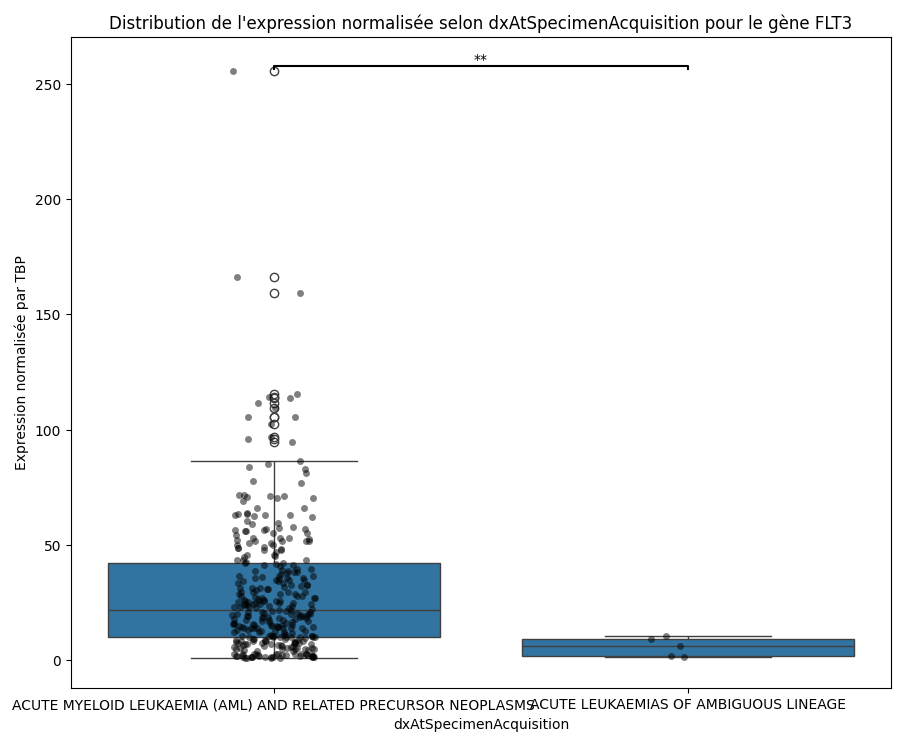 Distribution de l'expression normalisée selon dxAtSpecimenAcquisition pour le gène FLT3
**
250
200
150
100
50
0
Expression normalisée par TBP
ACUTE MYELOID LEUKAEMIA (AML) AND RELATED PRECURSOR NEOPLASMS
ACUTE LEUKAEMIAS OF AMBIGUOUS LINEAGE
dxAtSpecimenAcquisition